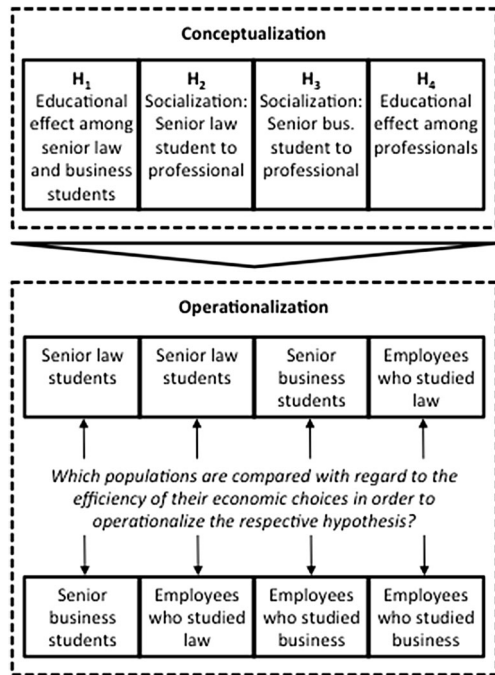 Conceptualization
H1
Educational
effect among
senior law
and business
students
H2
Socialization:
Senior law
student to
professional
H3
Socialization:
Senior bus.
student to
professional
H4
Educational
effect among
professionals
Operationalization
Senior law
students
Senior law
students
Senior
business
students
Employees
who studied
law
Which populations are compared with regard to the
efficiency of their economic choices in order to
operationalize the respective hypothesis?
Senior
business
students
Employees
who studied
law
Employees
who studied
business
Employees
who studied
business